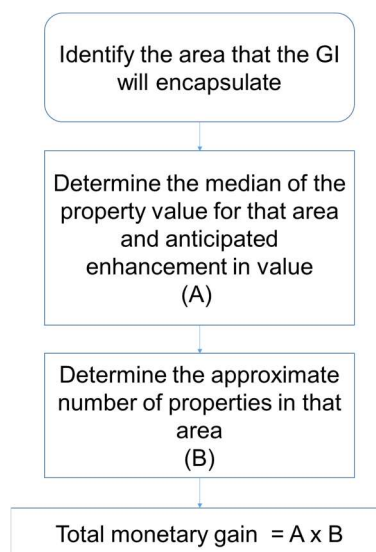 Identify the area that the GI
will encapsulate
Determine the median of the
property value for that area
and anticipated
enhancement in value
(A)
Determine the approximate
number of properties in that
area
(B)
Total monetary gain = A x B